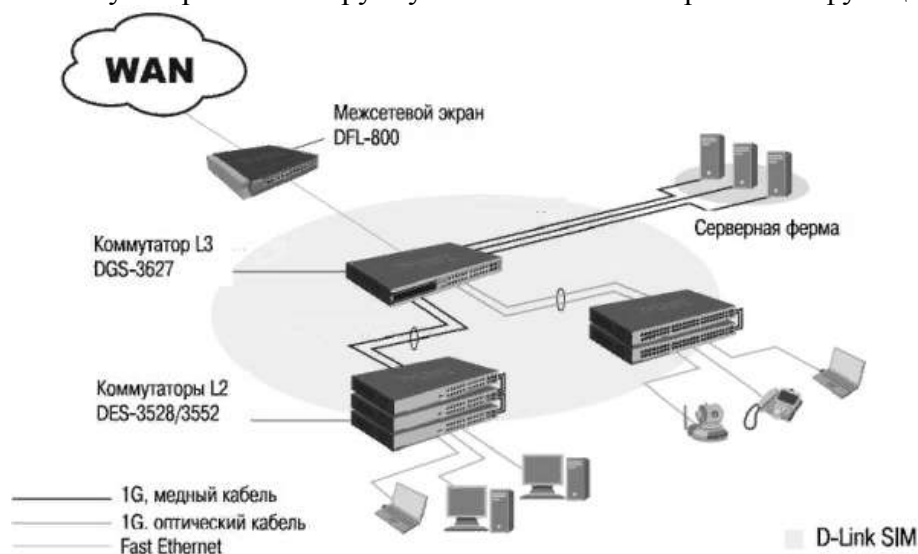 WAN
Межсетевой экран
DFL-800
Серверная ферма
Коммутатор L3
DGS-3627
Коммутаторы L2
DES-3528/3552
1G, медный кабель
1G. оптический кабель
Fast Ethernet
D-Link SIM